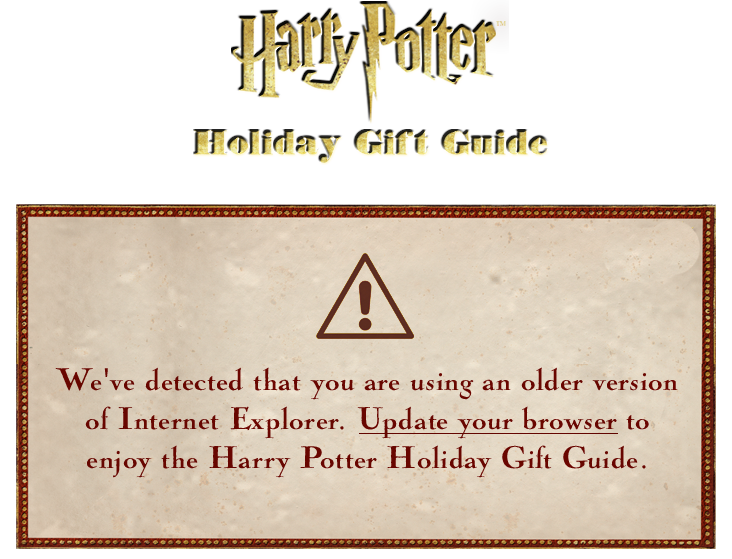 Harry Potter™
Holiday Gift Guide
We've detected that you are using an older version
of Internet Explorer. Update your browser to
enjoy the Harry Potter Holiday Gift Guide.